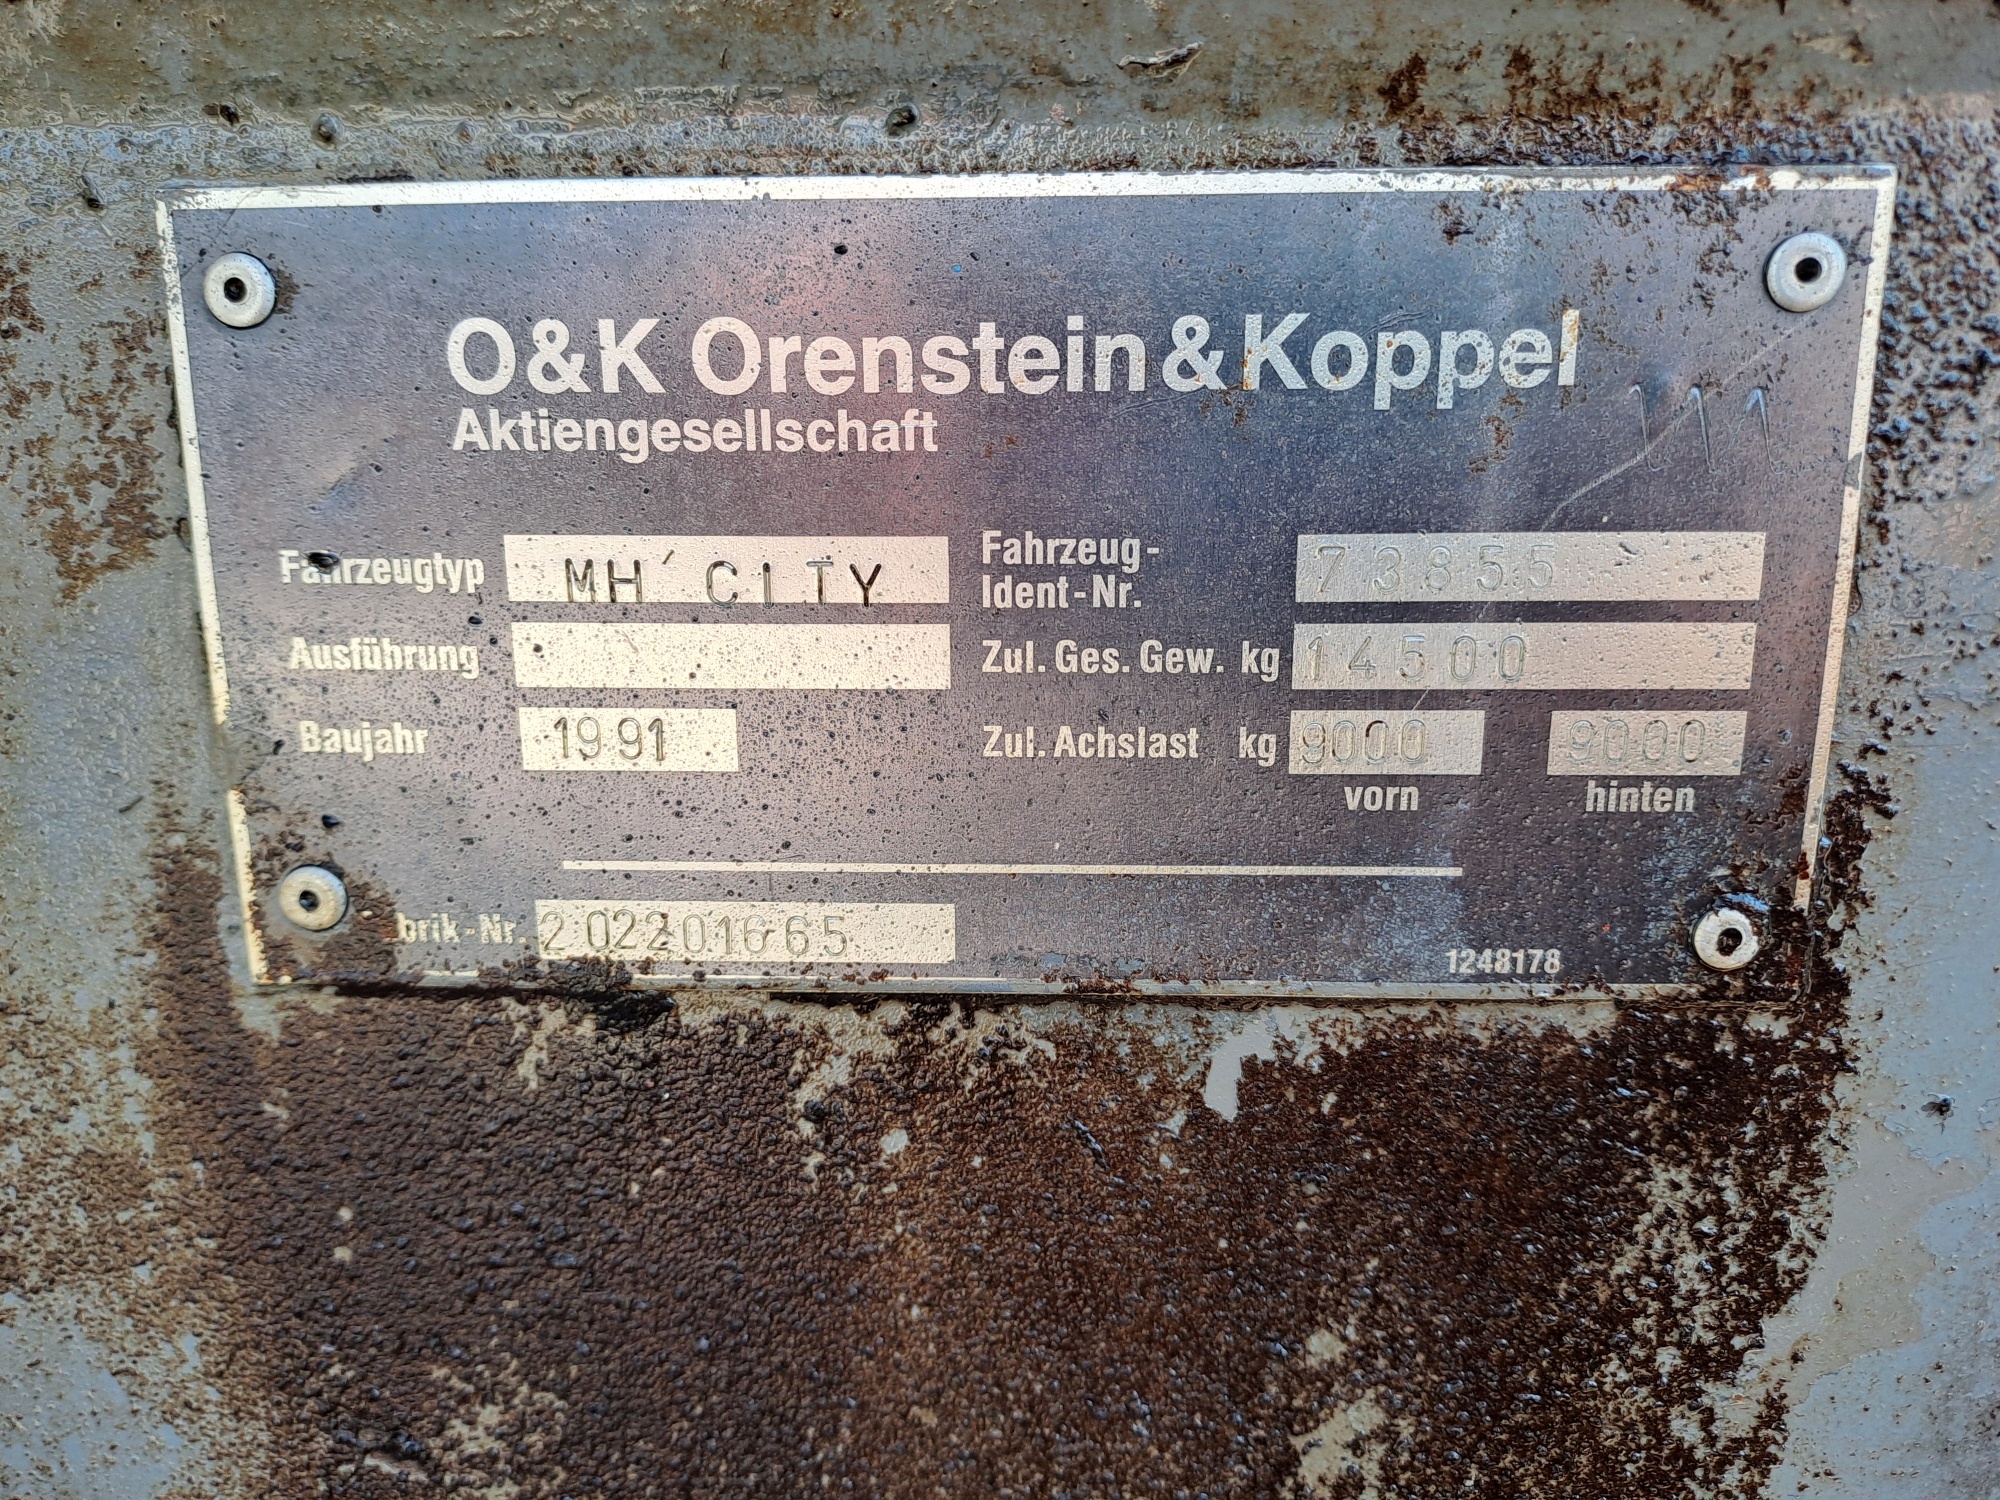 O&K Orenstein & Koppel
Aktiengesellschaft
111
Fahrzeugtyp MH CITY
Fahrzeug-
Ident-Nr. 73855
Ausführung
Zul. Ges. Gew. kg 14500
Baujahr 1991
Zul. Achslast kg 9000 9000
vorn hinten
brik-Nr. 202201665
1248178